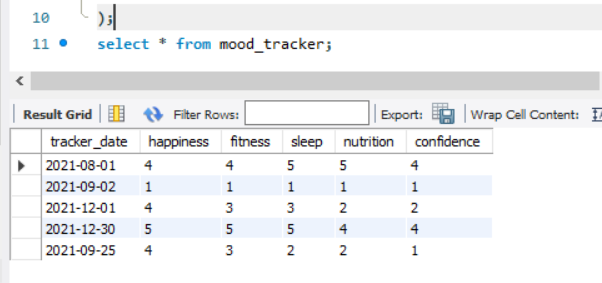 10 );
11 select * from mood_tracker;
Result Grid Filter Rows: Export: Wrap Cell Content:
tracker_date happiness fitness sleep nutrition confidence
2021-08-01 4 4 5 5 4
2021-09-02 1 1 1 1 1
2021-12-01 4 3 3 2 2
2021-12-30 5 5 5 4 4
2021-09-25 4 3 2 2 1